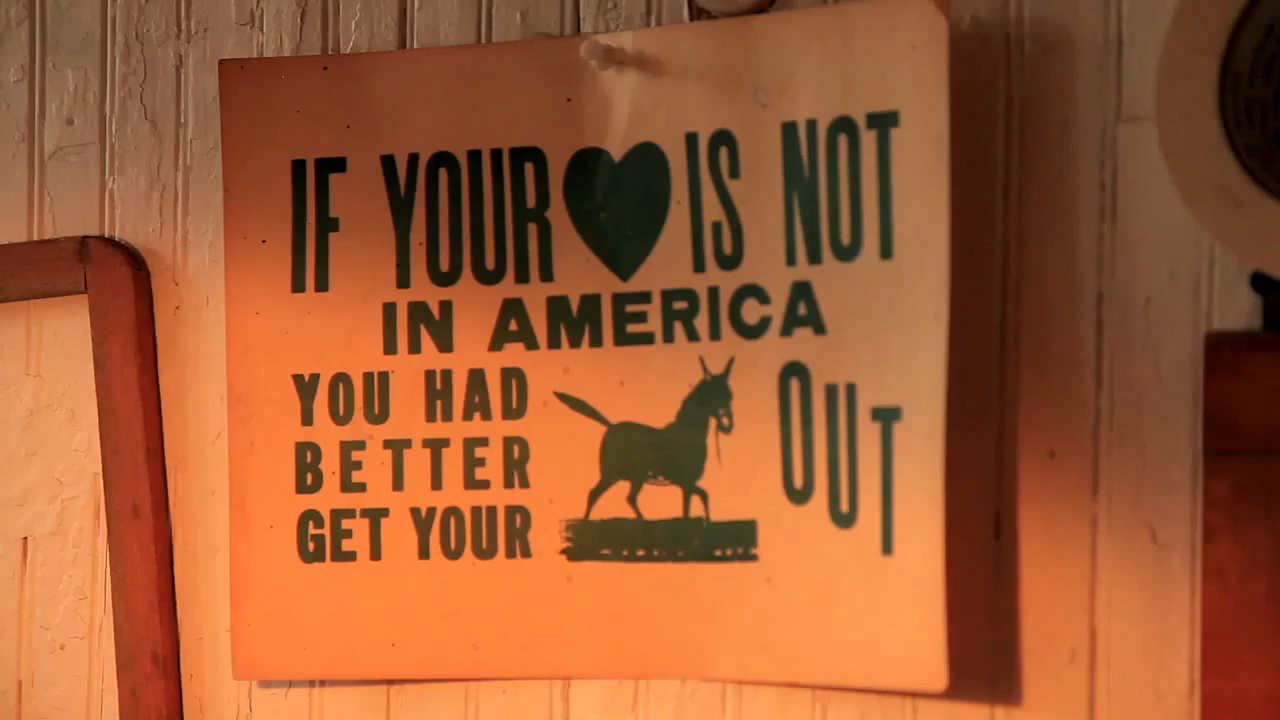 IF YOUR IS NOT
IN AMERICA
YOU HAD
BETTER
GET YOUR OUT